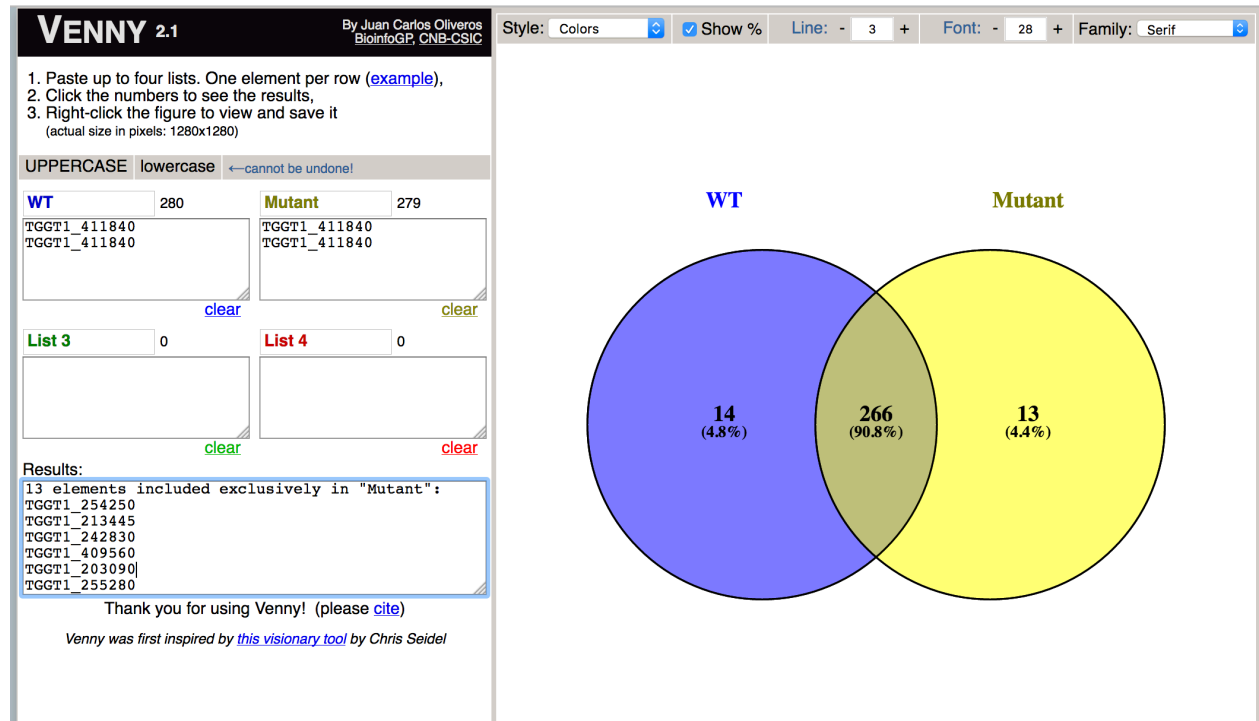 VENNY 2.1
By Juan Carlos Oliveros
BioinfoGP, CNB-CSIC
1. Paste up to four lists. One element per row (example),
2. Click the numbers to see the results,
3. Right-click the figure to view and save it
(actual size in pixels: 1280x1280)
UPPERCASE lowercase ←cannot be undone!
WT 280 Mutant 279
TGGT1_411840 TGGT1_411840
TGGT1_411840 TGGT1_411840
clear clear
List 3 0 List 4 0
clear clear
Results:
13 elements included exclusively in "Mutant":
TGGT1_254250
TGGT1_213445
TGGT1_242830
TGGT1_409560
TGGT1_203090
TGGT1_255280
Thank you for using Venny! (please cite)
Venny was first inspired by this visionary tool by Chris Seidel
Style: Colors Show % Line: - 3 + Font: - 28 + Family: Serif
WT Mutant
14 266 13
(4.8%) (90.8%) (4.4%)